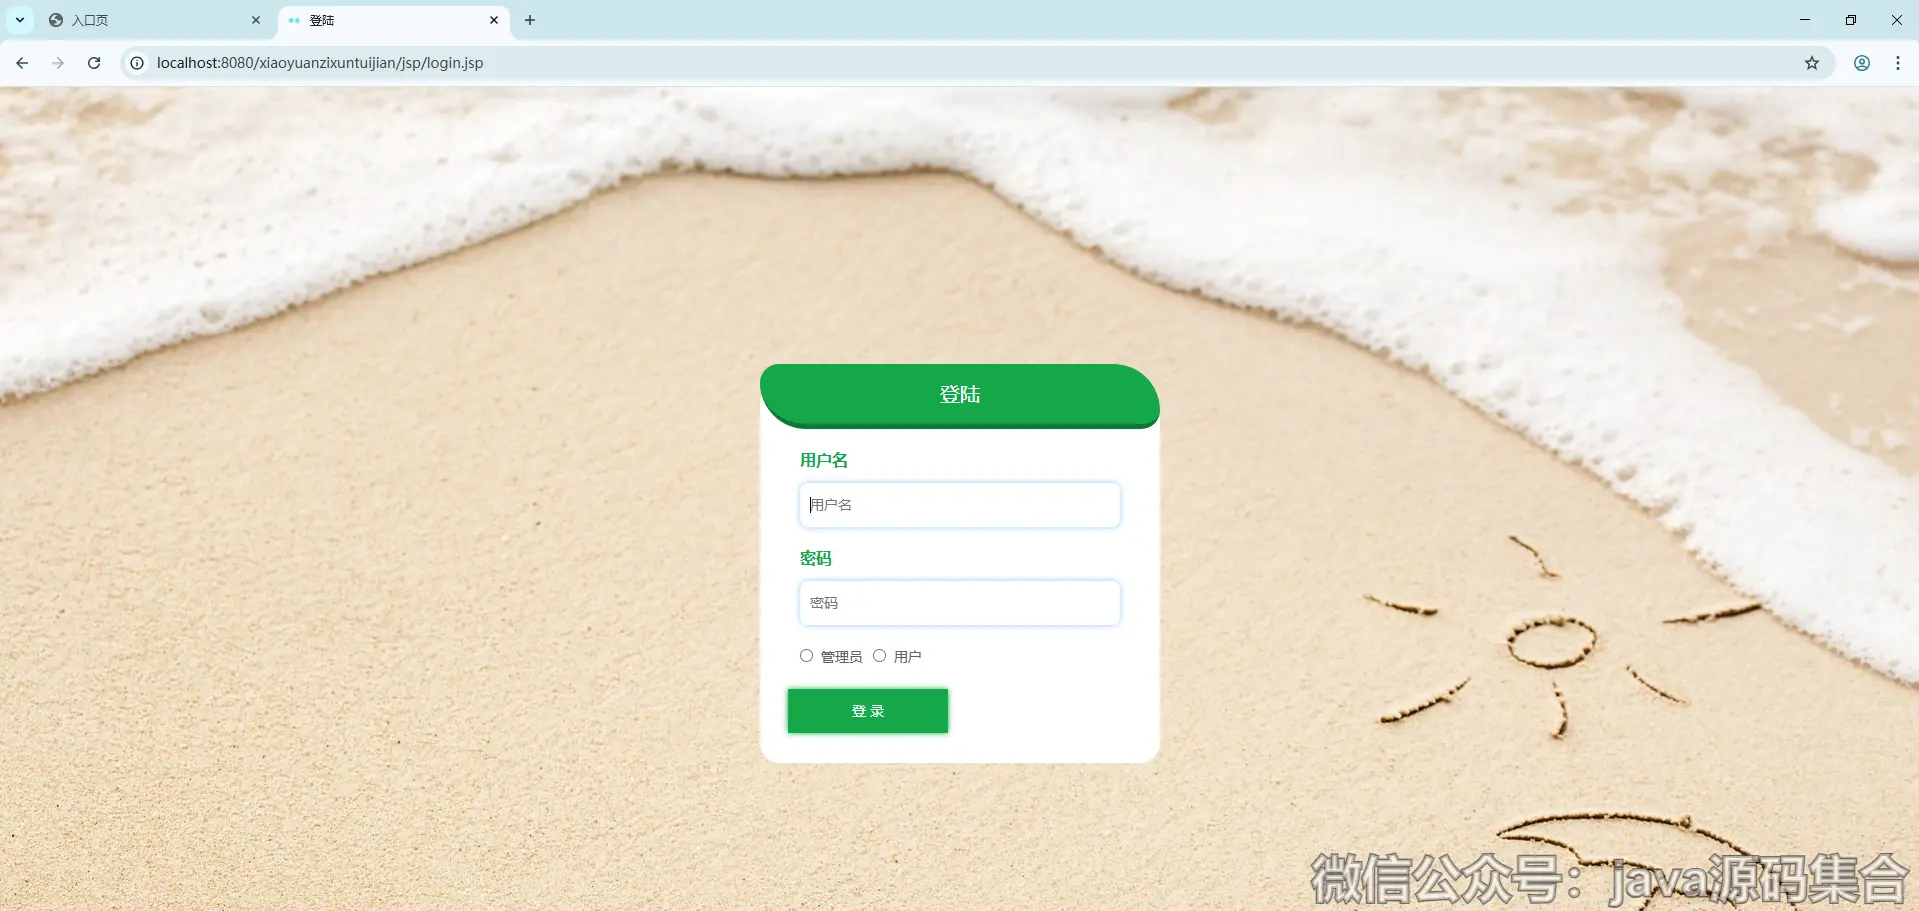 入口页
登陆
localhost:8080/xiaoyuanzixuntuijian/jsp/login.jsp
登陆
用户名
用户名
密码
密码
管理员 用户
登 录
微信公众号：java源码集合